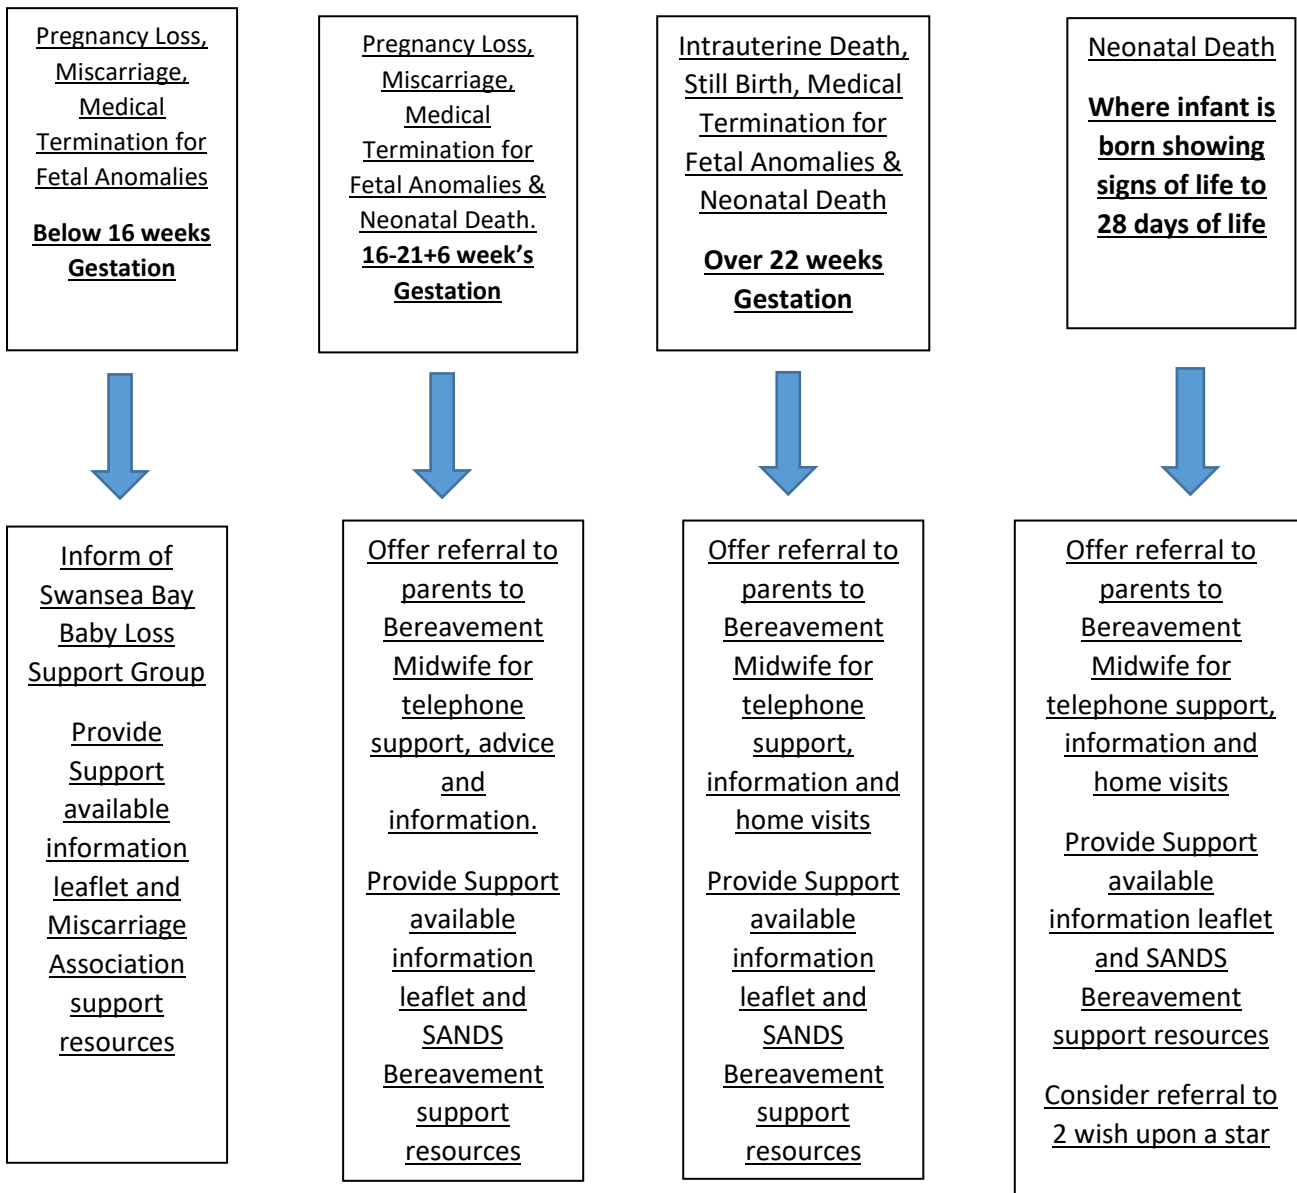 Pregnancy Loss,
Miscarriage,
Medical
Termination for
Fetal Anomalies
Below 16 weeks
Gestation
Pregnancy Loss,
Miscarriage,
Medical
Termination for
Fetal Anomalies &
Neonatal Death.
16-21+6 week’s
Gestation
Intrauterine Death,
Still Birth, Medical
Termination for
Fetal Anomalies &
Neonatal Death
Over 22 weeks
Gestation
Neonatal Death
Where infant is
born showing
signs of life to
28 days of life
Inform of
Swansea Bay
Baby Loss
Support Group
Provide
Support
available
information
leaflet and
Miscarriage
Association
support
resources
Offer referral to
parents to
Bereavement
Midwife for
telephone
support, advice
and
information.
Provide Support
available
information
leaflet and
SANDS
Bereavement
support
resources
Offer referral to
parents to
Bereavement
Midwife for
telephone
support,
information and
home visits
Provide Support
available
information
leaflet and
SANDS
Bereavement
support
resources
Offer referral to
parents to
Bereavement
Midwife for
telephone support,
information and
home visits
Provide Support
available
information leaflet
and SANDS
Bereavement
support resources
Consider referral to
2 wish upon a star